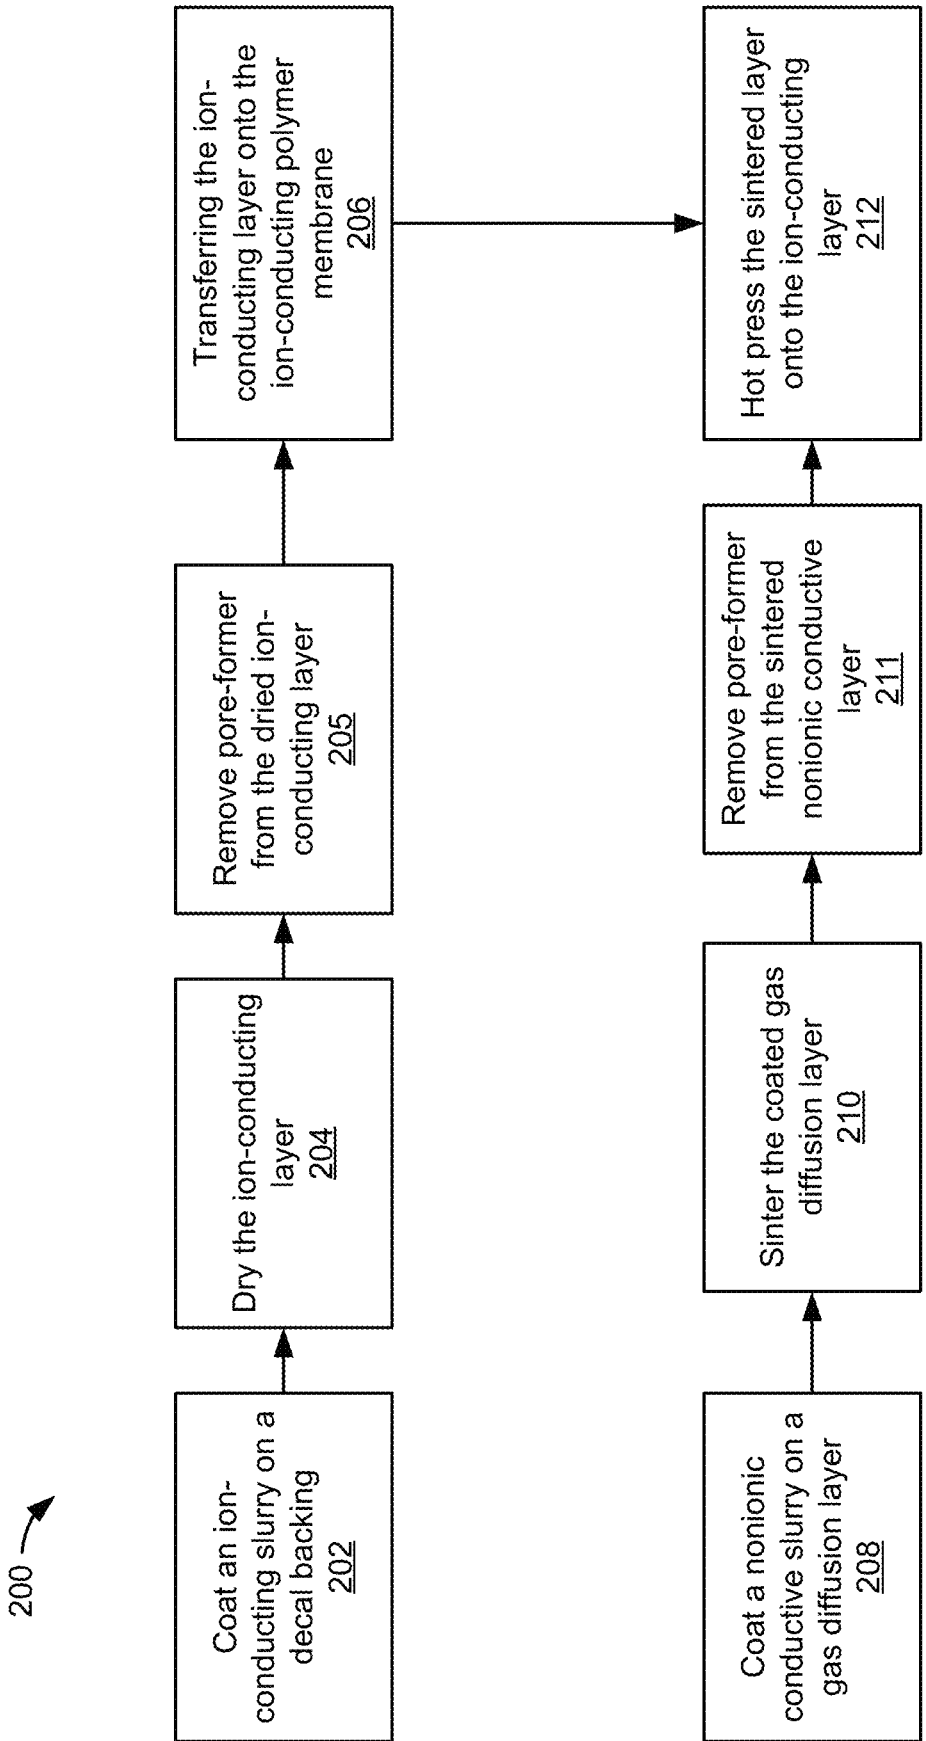 200
Coat an ion-
conducting slurry on a
decal backing
202
Dry the ion-conducting
layer
204
Remove pore-former
from the dried ion-
conducting layer
205
Transferring the ion-
conducting layer onto the
ion-conducting polymer
membrane
206
Coat a nonionic
conductive slurry on a
gas diffusion layer
208
Sinter the coated gas
diffusion layer
210
Remove pore-former
from the sintered
nonionic conductive
layer
211
Hot press the sintered layer
onto the ion-conducting
layer
212